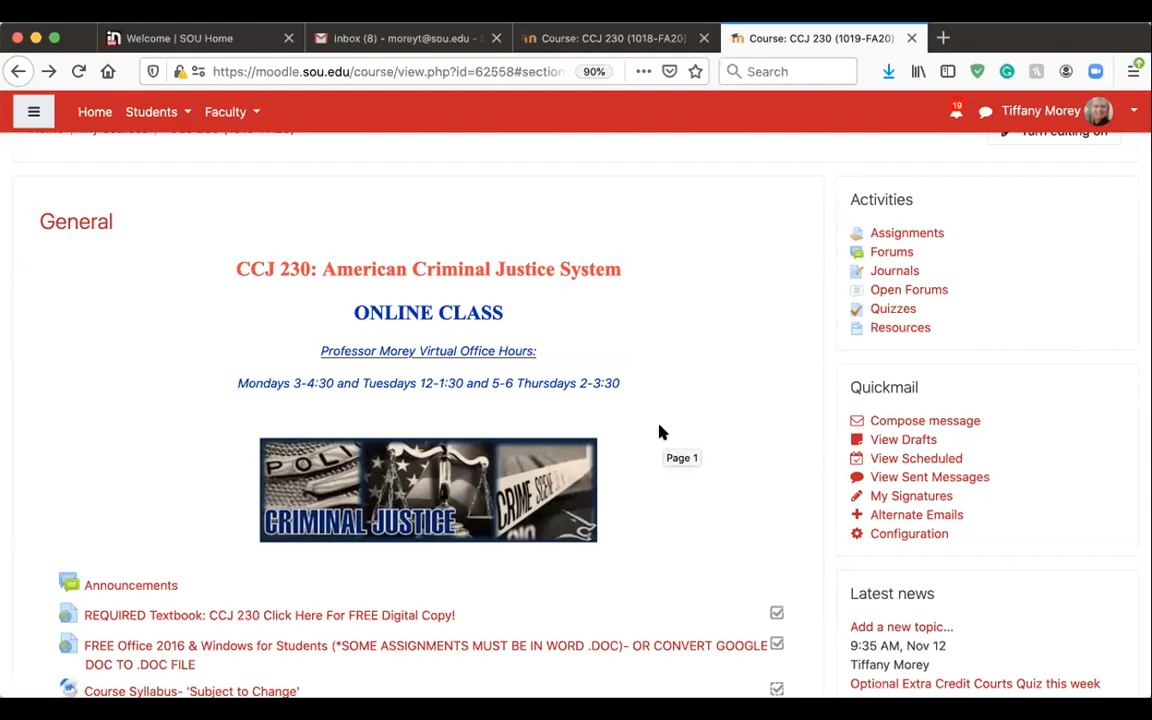 Welcome | SOU Home
Inbox (8) - moreyt@sou.edu -
Course: CCJ 230 (1018-FA20)
Course: CCJ 230 (1019-FA20)
https://moodle.sou.edu/course/view.php?id=62558#section
90%
Search
Home
Students
Faculty
19
Tiffany Morey
Turn editing on
General
CCJ 230: American Criminal Justice System
ONLINE CLASS
Professor Morey Virtual Office Hours:
Mondays 3-4:30 and Tuesdays 12-1:30 and 5-6 Thursdays 2-3:30
Page 1
POLI
CRIME SCENE
CRIMINAL JUSTICE
Announcements
REQUIRED Textbook: CCJ 230 Click Here For FREE Digital Copy!
FREE Office 2016 & Windows for Students (*SOME ASSIGNMENTS MUST BE IN WORD .DOC)- OR CONVERT GOOGLE
DOC TO .DOC FILE
Course Syllabus- 'Subject to Change'
Activities
Assignments
Forums
Journals
Open Forums
Quizzes
Resources
Quickmail
Compose message
View Drafts
View Scheduled
View Sent Messages
My Signatures
Alternate Emails
Configuration
Latest news
Add a new topic...
9:35 AM, Nov 12
Tiffany Morey
Optional Extra Credit Courts Quiz this week